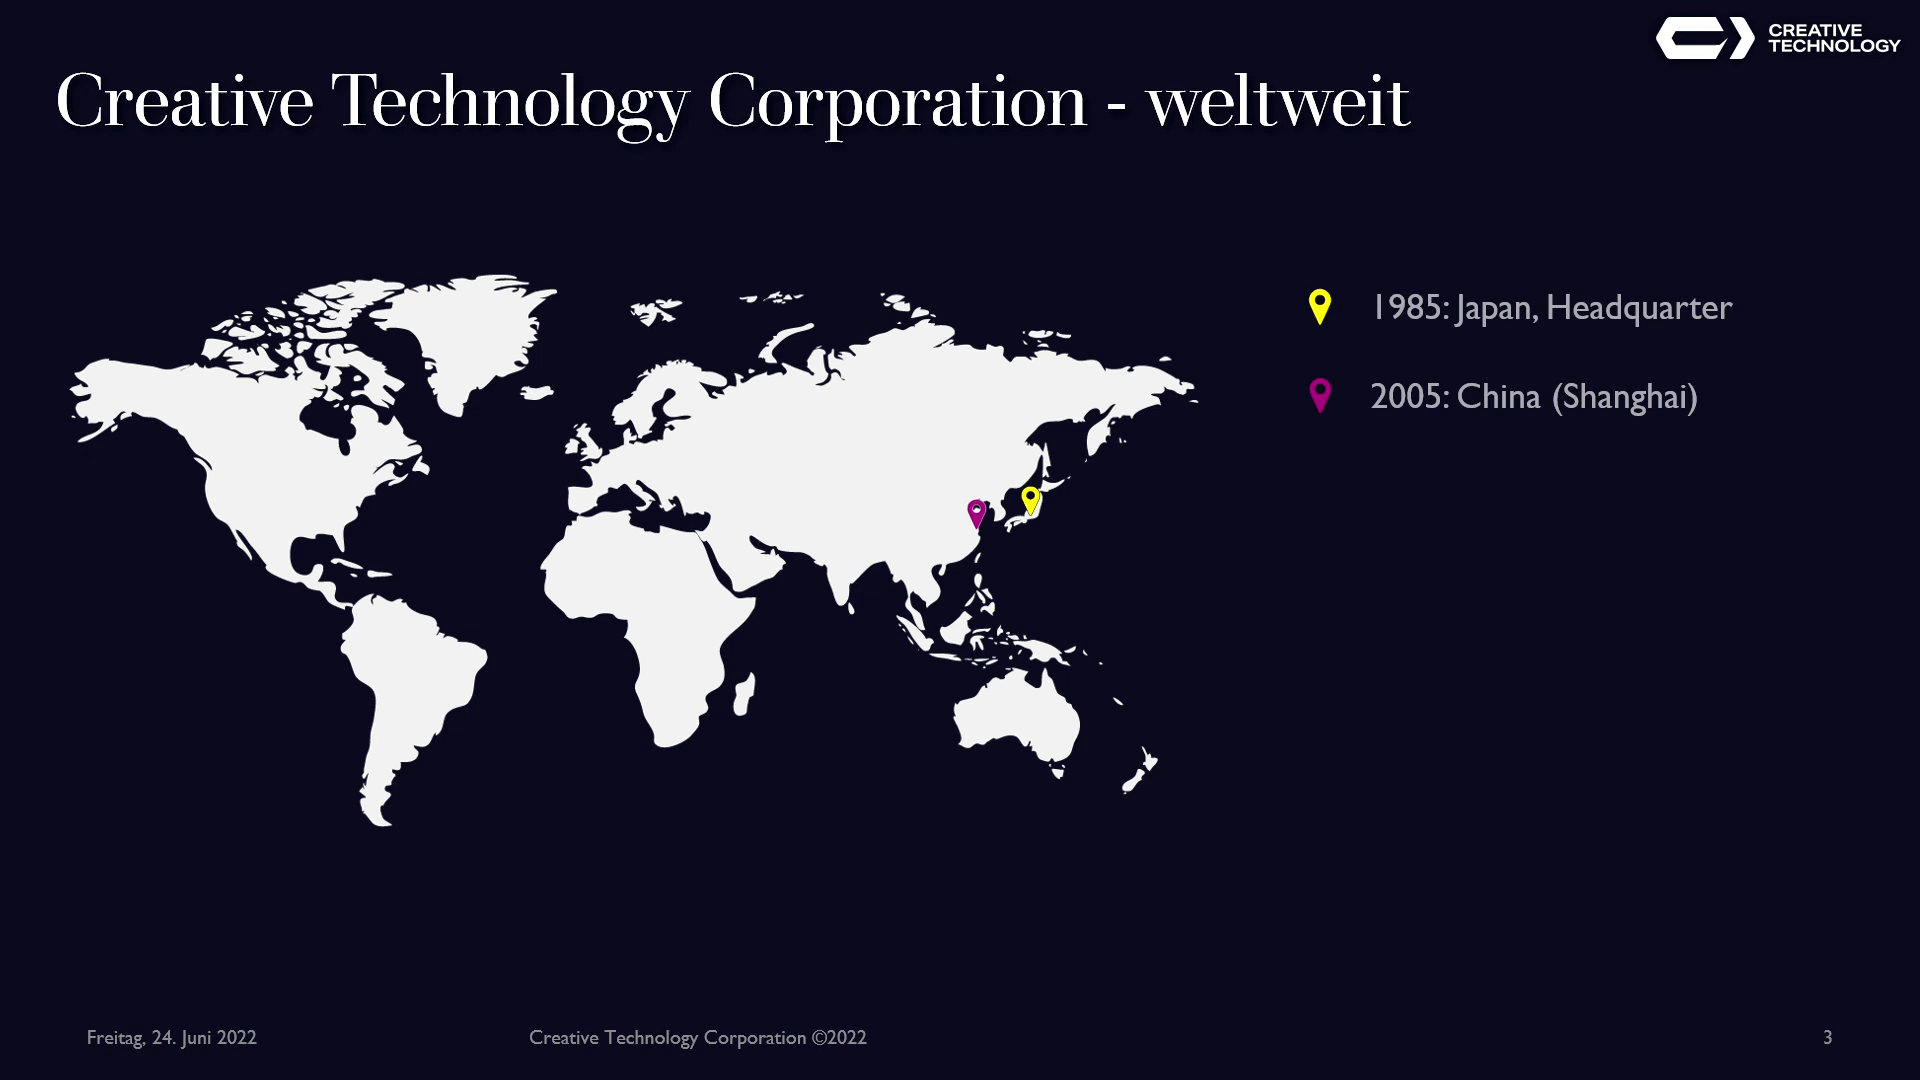 CREATIVE
TECHNOLOGY
Creative Technology Corporation - weltweit
1985: Japan, Headquarter
2005: China (Shanghai)
Freitag, 24. Juni 2022
Creative Technology Corporation ©2022
3